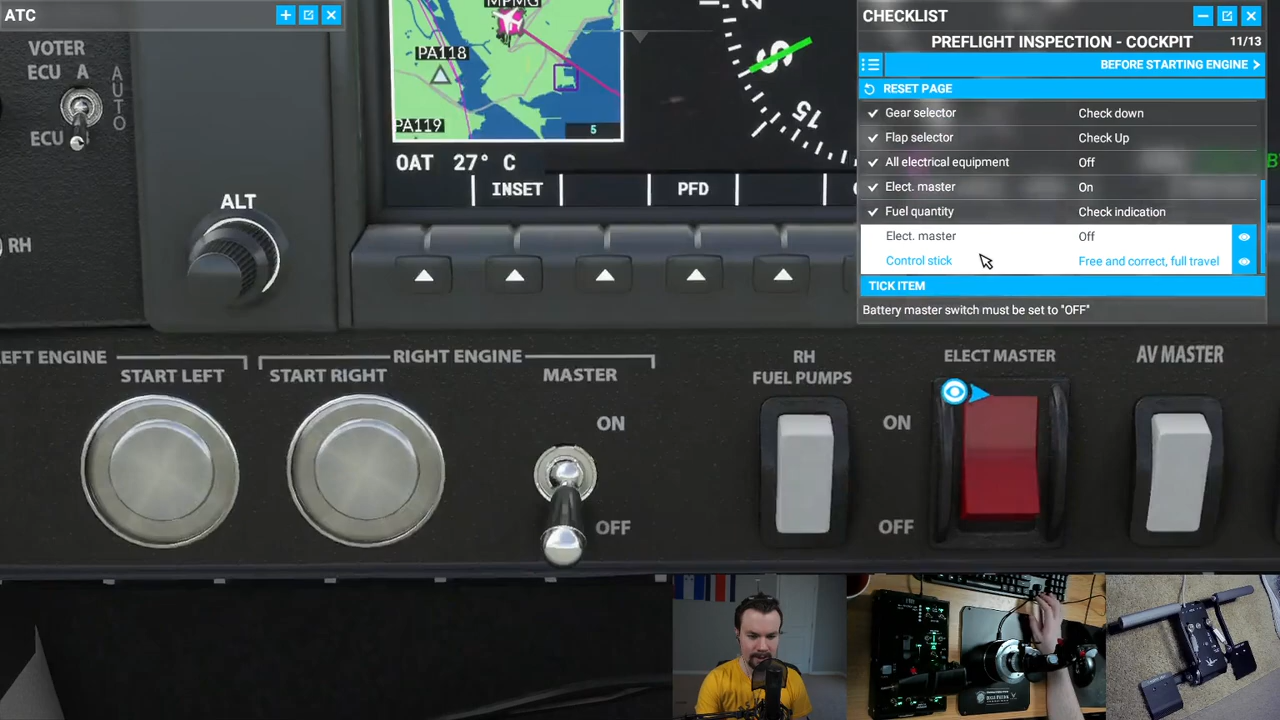 ATC
VOTER
ECU A
AUTO
ECU
RH
ALT
MPMG
PA118
PA119
5
OAT 27° C
INSET
PFD
15
CHECKLIST
PREFLIGHT INSPECTION - COCKPIT 11/13
BEFORE STARTING ENGINE
RESET PAGE
Gear selector Check down
Flap selector Check Up
All electrical equipment Off
Elect. master On
Fuel quantity Check indication
Elect. master Off
Control stick Free and correct, full travel
TICK ITEM
Battery master switch must be set to "OFF"
LEFT ENGINE
START LEFT
RIGHT ENGINE
START RIGHT
MASTER
ON
OFF
RH
FUEL PUMPS
ELECT MASTER
ON
OFF
AV MASTER